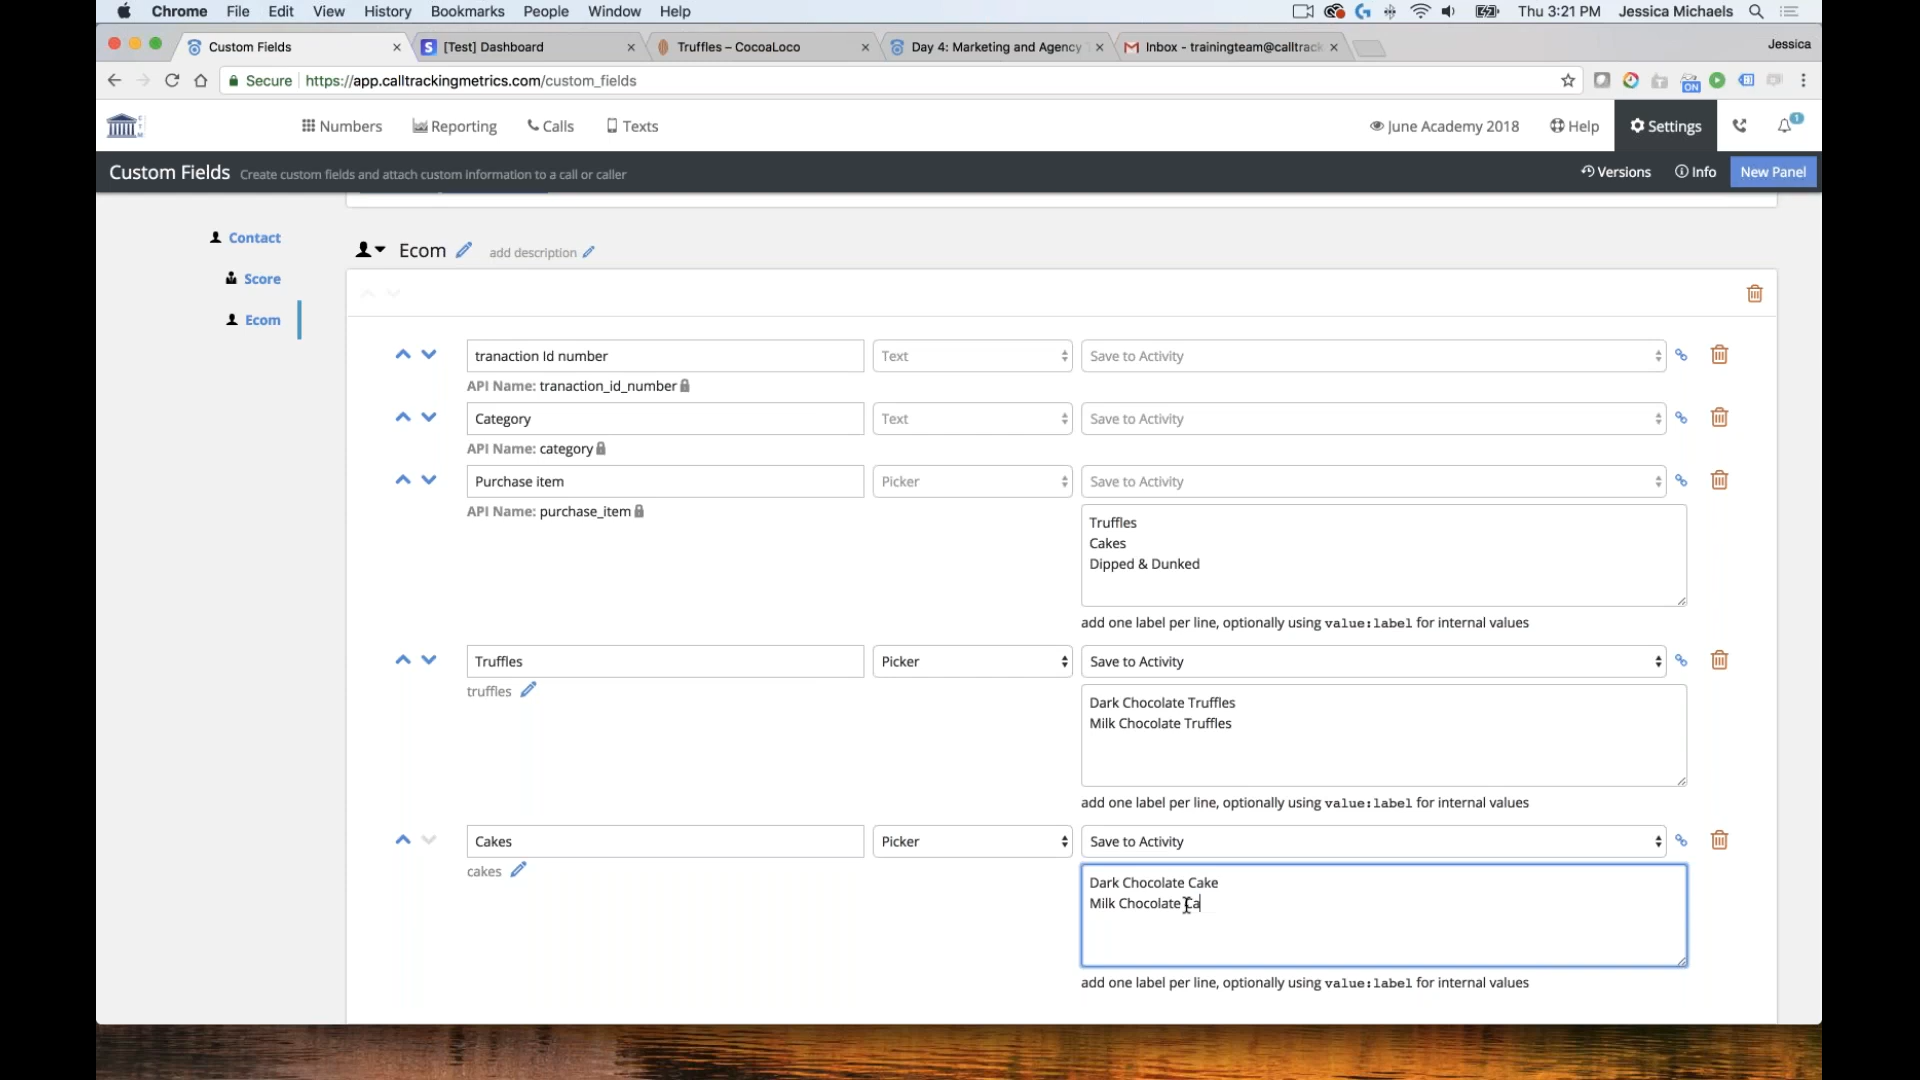 Chrome File Edit View History Bookmarks People Window Help Thu 3:21 PM Jessica Michaels
Custom Fields [Test] Dashboard Truffles – CocoaLoco Day 4: Marketing and Agency Inbox - trainingteam@calltrack Jessica
Secure https://app.calltrackingmetrics.com/custom_fields ON
Numbers Reporting Calls Texts June Academy 2018 Help Settings 1
Custom Fields Create custom fields and attach custom information to a call or caller Versions Info New Panel
Contact
Score
Ecom
Ecom add description
tranaction Id number Text Save to Activity
API Name: tranaction_id_number
Category Text Save to Activity
API Name: category
Purchase item Picker Save to Activity
API Name: purchase_item
Truffles
Cakes
Dipped & Dunked
add one label per line, optionally using value:label for internal values
Truffles Picker Save to Activity
truffles
Dark Chocolate Truffles
Milk Chocolate Truffles
add one label per line, optionally using value:label for internal values
Cakes Picker Save to Activity
cakes
Dark Chocolate Cake
Milk Chocolate Ca
add one label per line, optionally using value:label for internal values